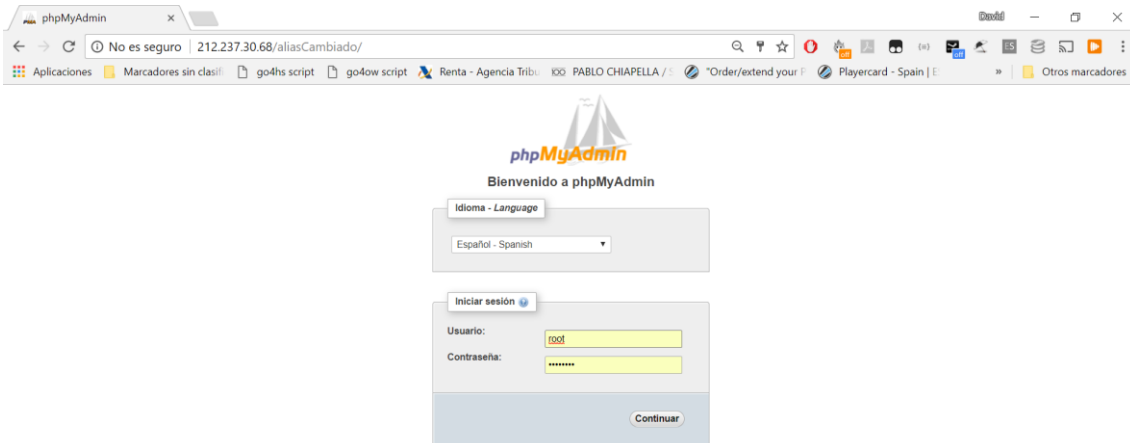 phpMyAdmin
David
No es seguro | 212.237.30.68/aliasCambiado/
Aplicaciones Marcadores sin clasifi go4hs script go4ow script Renta - Agencia Tribu PABLO CHIAPELLA / "Order/extend your P Playercard - Spain | E » Otros marcadores
phpMyAdmin
Bienvenido a phpMyAdmin
Idioma - Language
Español - Spanish
Iniciar sesión
Usuario:
root
Contraseña:
••••••••
Continuar